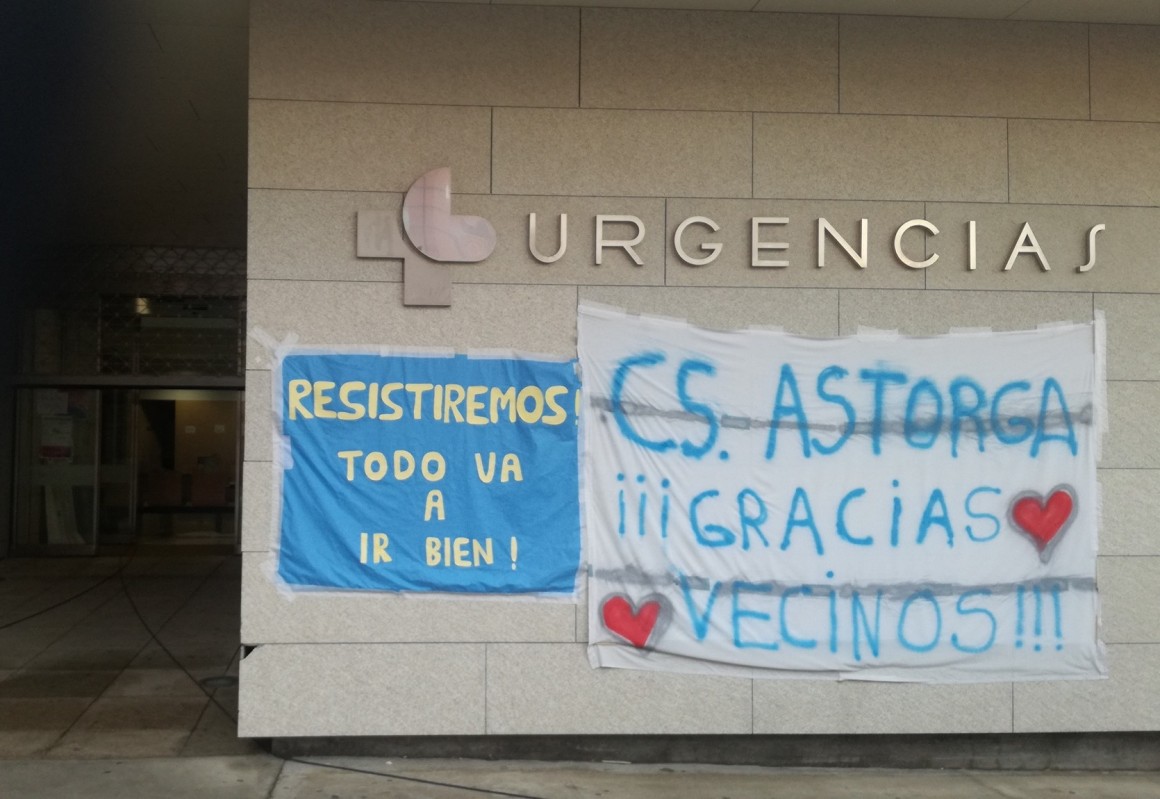 URGENCIAS
RESISTIREMOS!
TODO VA
A
IR BIEN!
CS. ASTORGA
¡¡¡GRACIAS
VECINOS!!!